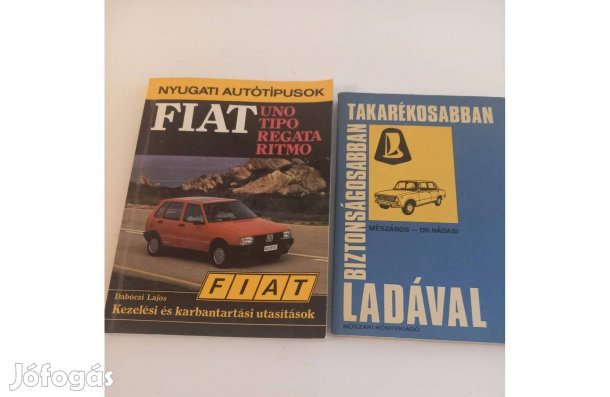 NYUGATI AUTÓTÍPUSOK
FIAT
UNO
TIPO
REGATA
RITMO
FIAT
Dabóczi Lajos
Kezelési és karbantartási utasítások
TAKARÉKOSABBAN
BIZTONSÁGOSABBAN
MÉSZÁROS — DR. NÁDASI
LADÁVAL
MŰSZAKI KÖNYVKIADÓ
Jófogás